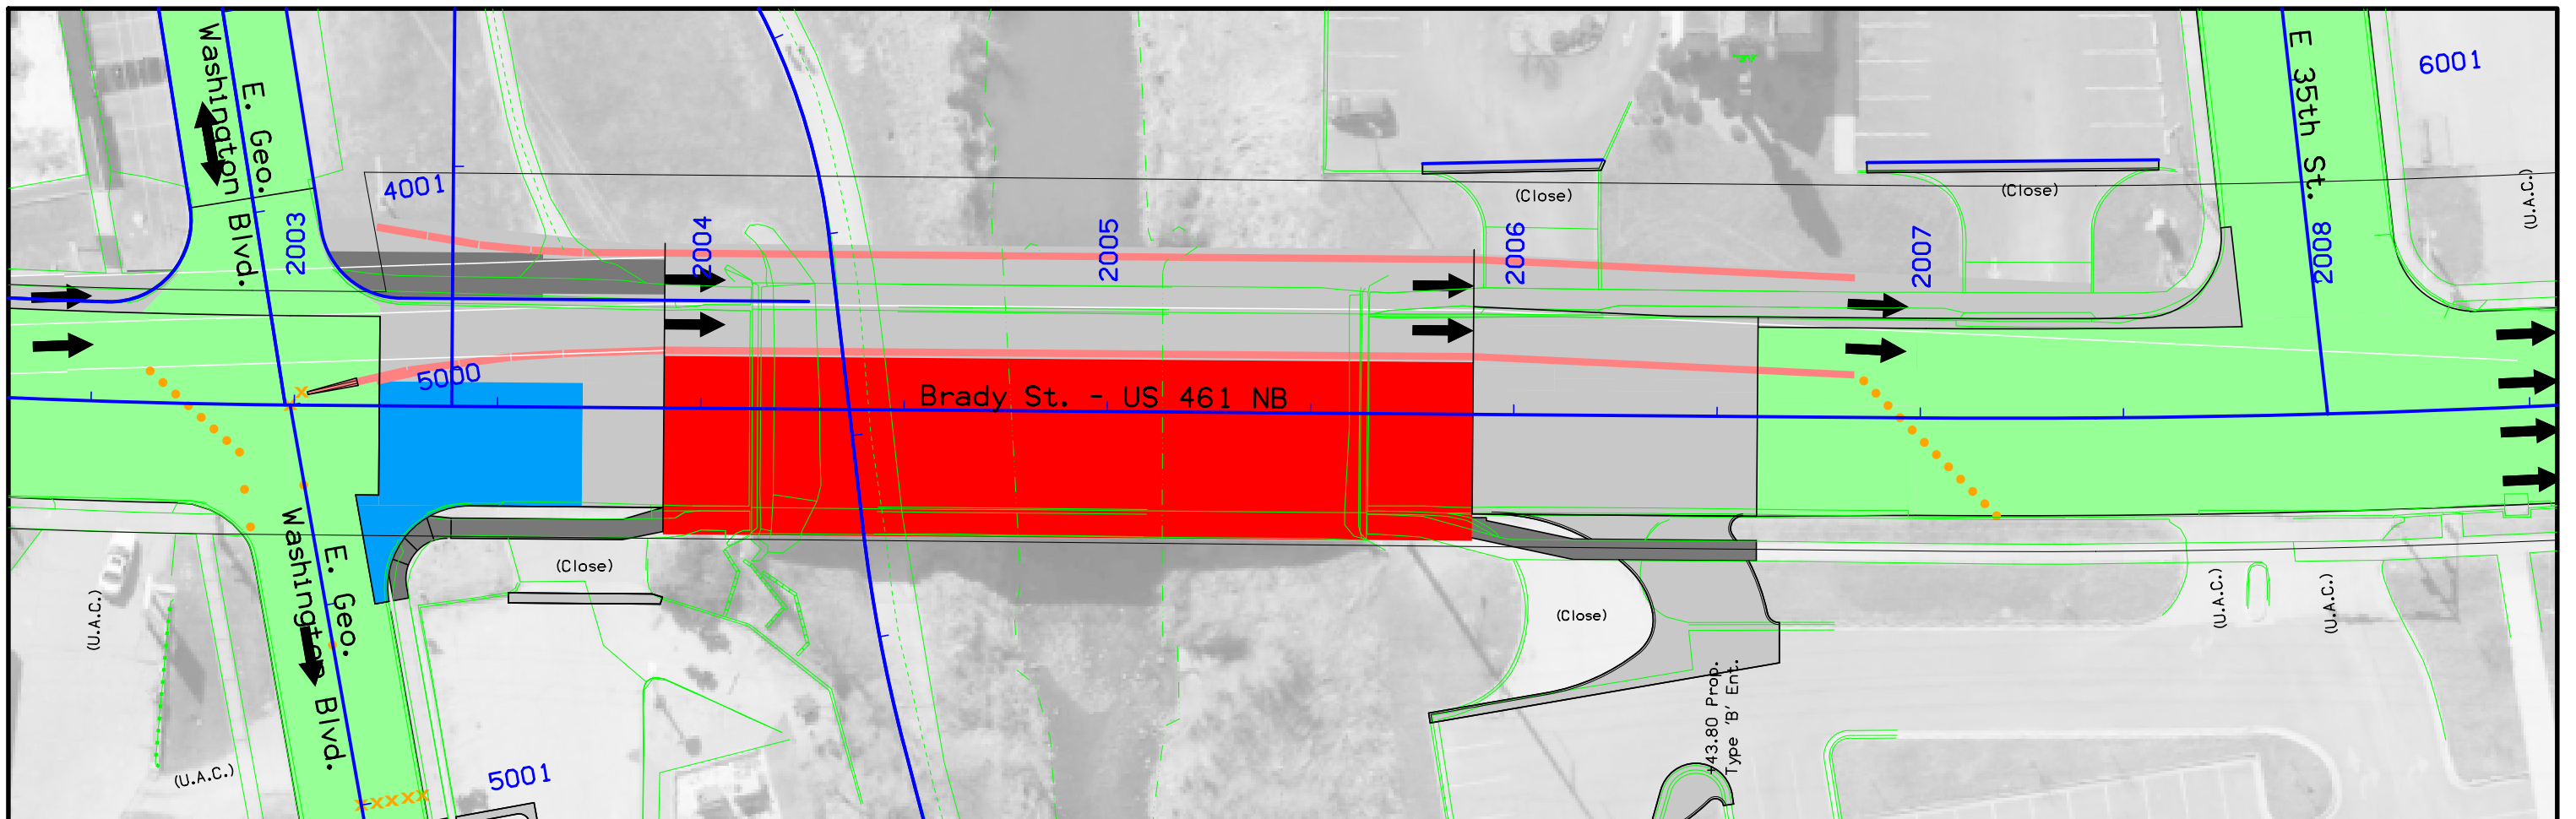 E. Geo.
Washington Blvd.
E 35th St.
6001
4001
2003
2004
2005
2006
2007
2008
(Close)
(Close)
(U.A.C.)
5000
Brady St. - US 461 NB
E. Geo.
Washington Blvd.
(Close)
(Close)
(U.A.C.)
(U.A.C.)
(U.A.C.)
(U.A.C.)
5001
+43.80 Prop.
Type 'B' Ent.
xxxxx
x
x